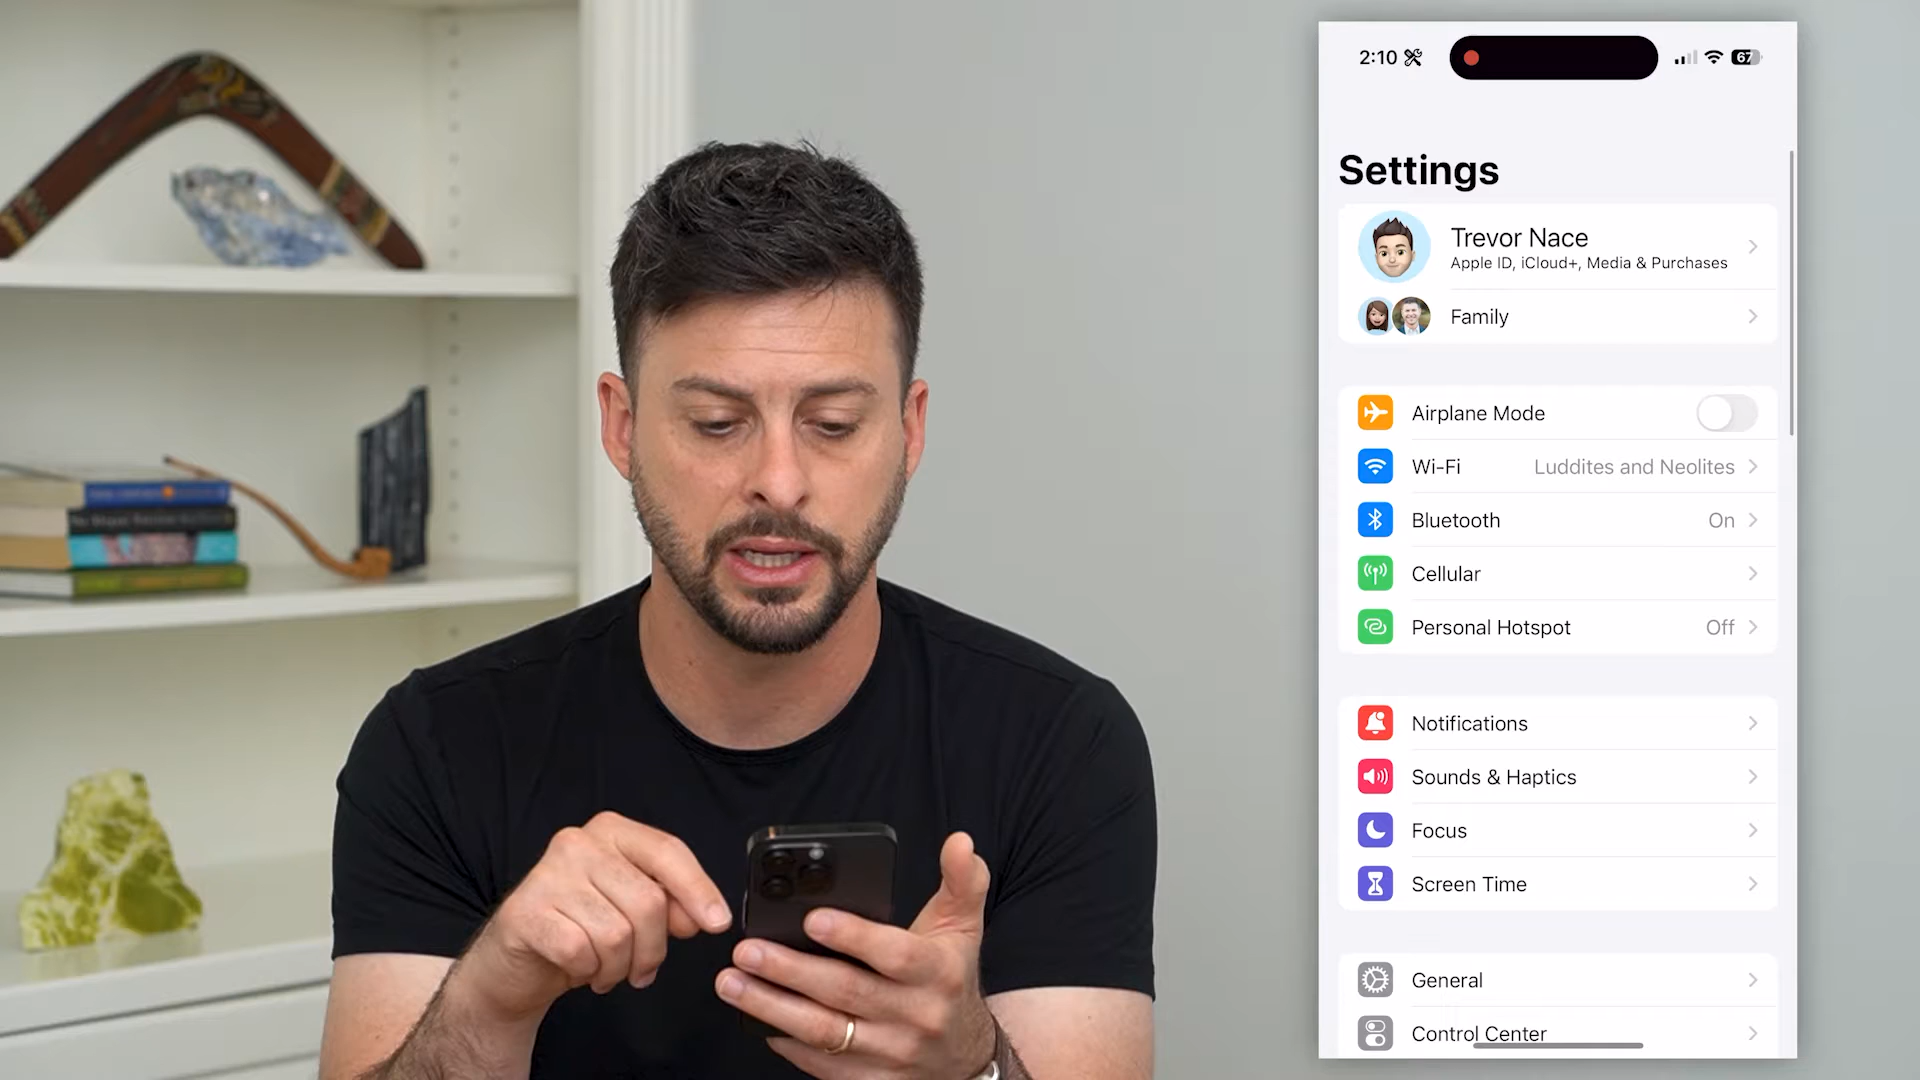 2:10
67
Settings
Trevor Nace
Apple ID, iCloud+, Media & Purchases
Family
Airplane Mode
Wi-Fi Luddites and Neolites
Bluetooth On
Cellular
Personal Hotspot Off
Notifications
Sounds & Haptics
Focus
Screen Time
General
Control Center